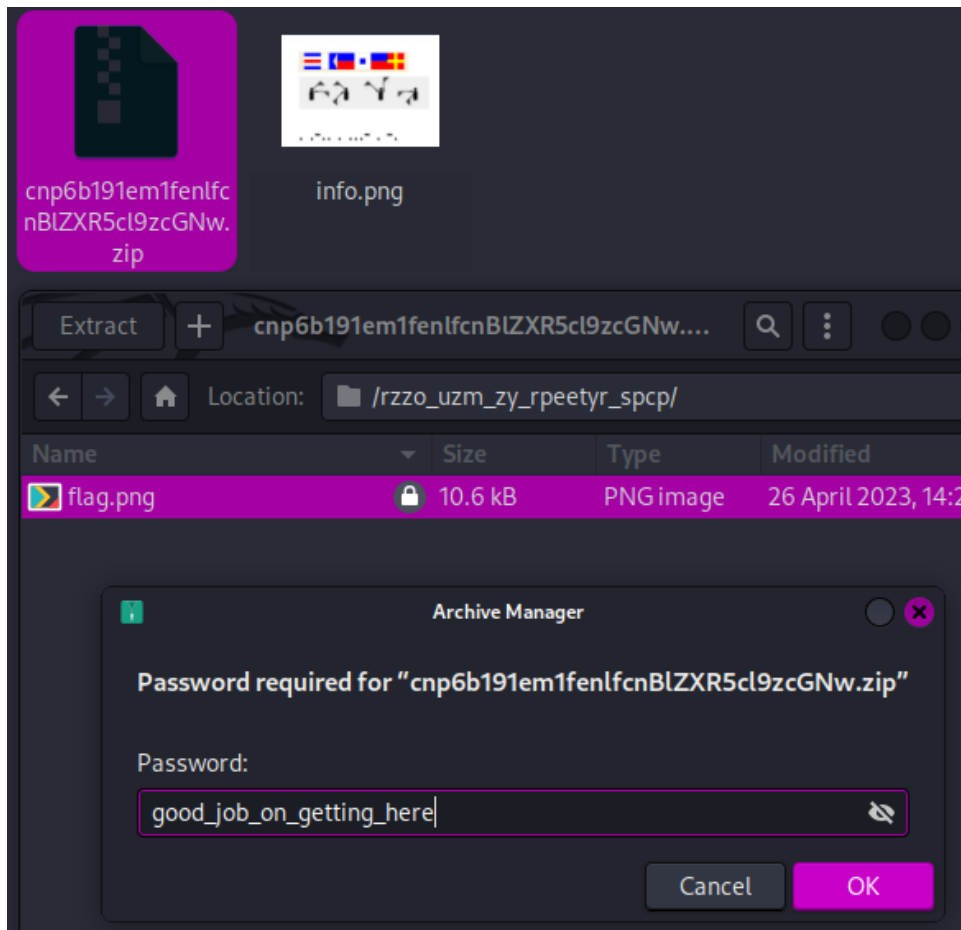 cnp6b191em1fenlfc
nBlZXR5cl9zcGNw.
zip
info.png
Extract
+
cnp6b191em1fenlfcnBlZXR5cl9zcGNw....
Location:
/rzzo_uzm_zy_rpeetyr_spcp/
Name
Size
Type
Modified
flag.png
10.6 kB
PNG image
26 April 2023, 14:2
Archive Manager
Password required for “cnp6b191em1fenlfcnBlZXR5cl9zcGNw.zip”
Password:
good_job_on_getting_here
Cancel
OK